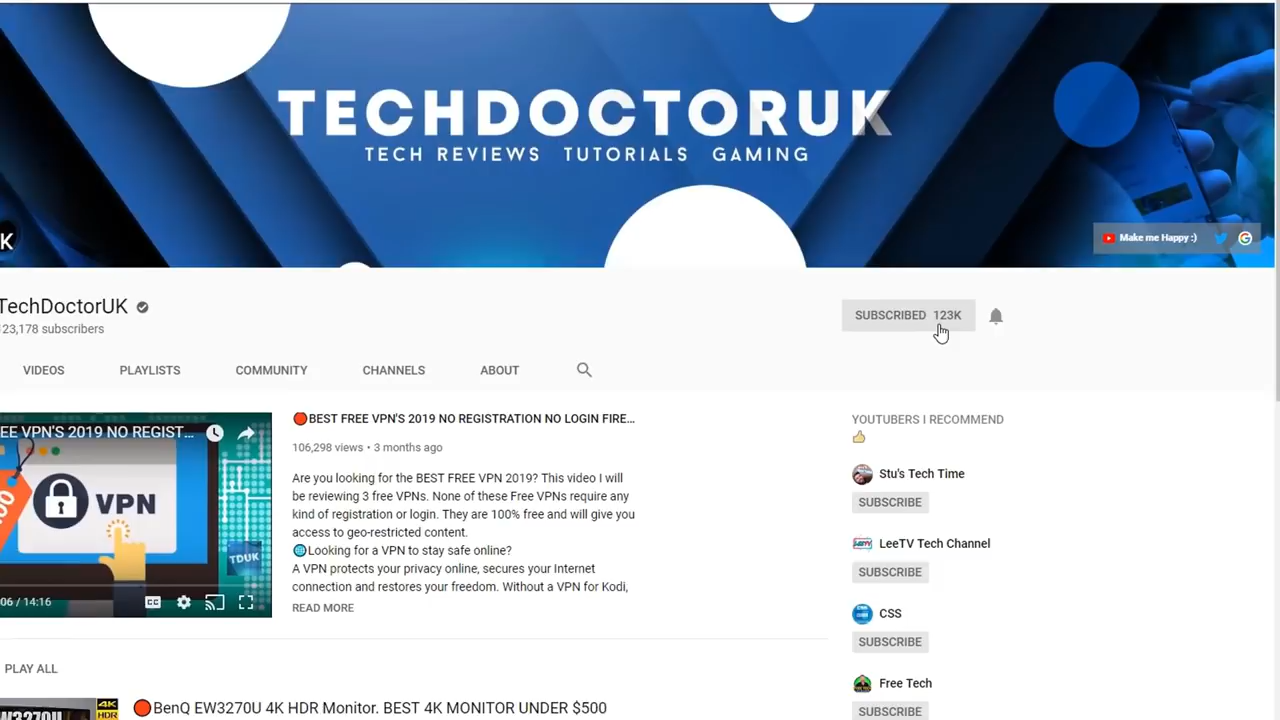 TECHDOCTORUK
TECH REVIEWS TUTORIALS GAMING
K
Make me Happy :)
TechDoctorUK
23,178 subscribers
SUBSCRIBED 123K
VIDEOS PLAYLISTS COMMUNITY CHANNELS ABOUT
EE VPN'S 2019 NO REGIST...
VPN
TDUK
06 / 14:16
CC
BEST FREE VPN'S 2019 NO REGISTRATION NO LOGIN FIRE...
106,298 views • 3 months ago
Are you looking for the BEST FREE VPN 2019? This video I will
be reviewing 3 free VPNs. None of these Free VPNs require any
kind of registration or login. They are 100% free and will give you
access to geo-restricted content.
Looking for a VPN to stay safe online?
A VPN protects your privacy online, secures your Internet
connection and restores your freedom. Without a VPN for Kodi,
READ MORE
YOUTUBERS I RECOMMEND
Stu's Tech Time
SUBSCRIBE
LeeTV Tech Channel
SUBSCRIBE
CSS
SUBSCRIBE
Free Tech
SUBSCRIBE
PLAY ALL
4K
HDR
BenQ EW3270U 4K HDR Monitor. BEST 4K MONITOR UNDER $500